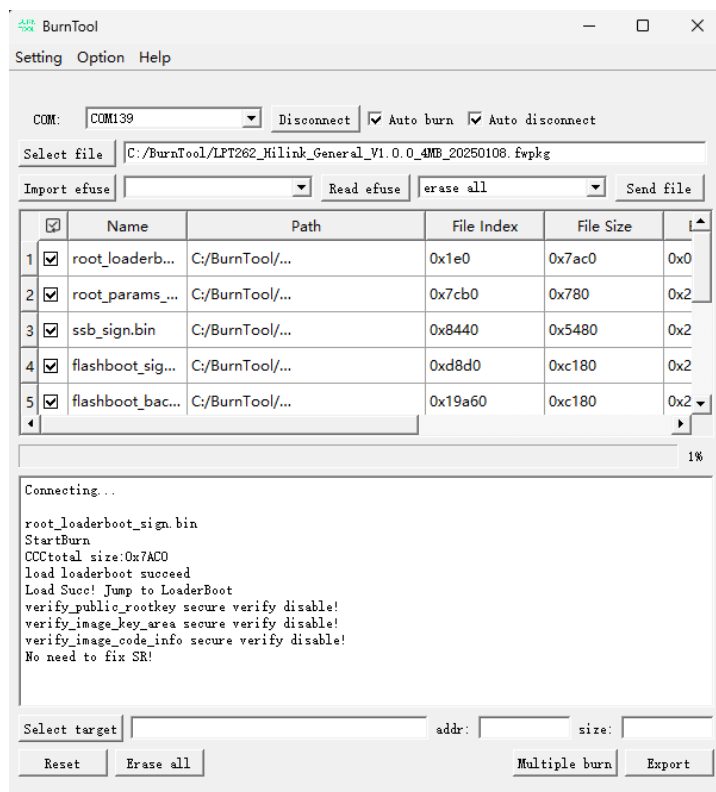 BurnTool
Setting Option Help
COM: COM139 Disconnect Auto burn Auto disconnect
Select file C:/BurnTool/LPT262_Hilink_General_V1.0.0_4MB_20250108.fwpkg
Import efuse Read efuse erase all Send file
Name Path File Index File Size
1 root_loaderb... C:/BurnTool/... 0x1e0 0x7ac0 0x0
2 root_params_... C:/BurnTool/... 0x7cb0 0x780 0x2
3 ssb_sign.bin C:/BurnTool/... 0x8440 0x5480 0x2
4 flashboot_sig... C:/BurnTool/... 0xd8d0 0xc180 0x2
5 flashboot_bac... C:/BurnTool/... 0x19a60 0xc180 0x2
1%
Connecting...
root_loaderboot_sign.bin
StartBurn
CCCtotal size:0x7AC0
load loaderboot succeed
Load Succ! Jump to LoaderBoot
verify_public_rootkey secure verify disable!
verify_image_key_area secure verify disable!
verify_image_code_info secure verify disable!
No need to fix SR!
Select target addr: size:
Reset Erase all Multiple burn Export